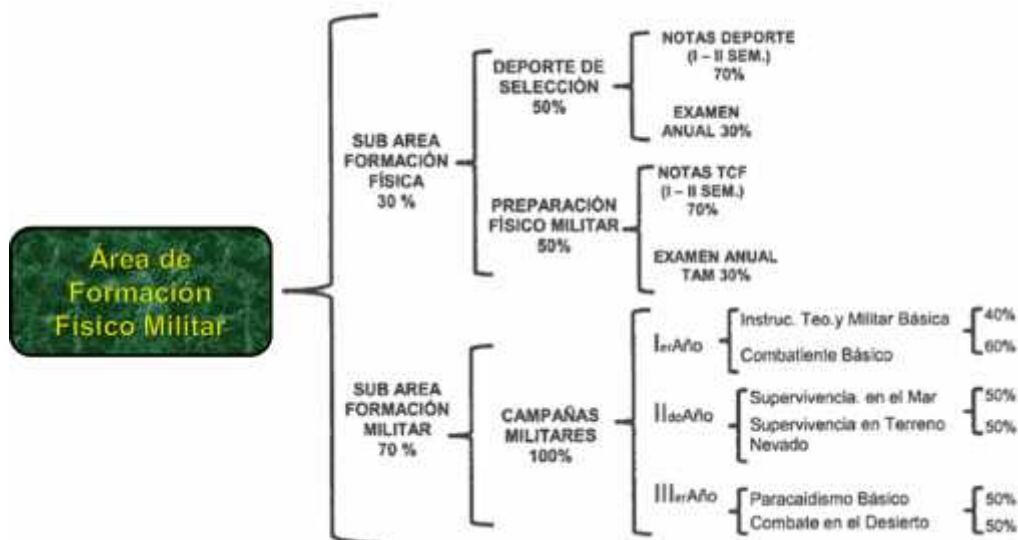 Área de
Formación
Físico Militar
SUB AREA
FORMACIÓN
FÍSICA
30 %
DEPORTE DE
SELECCIÓN
50%
NOTAS DEPORTE
(I – II SEM.)
70%
EXAMEN
ANUAL 30%
PREPARACIÓN
FÍSICO MILITAR
50%
NOTAS TCF
(I – II SEM.)
70%
EXAMEN ANUAL
TAM 30%
SUB AREA
FORMACIÓN
MILITAR
70 %
CAMPAÑAS
MILITARES
100%
IerAño
Instruc. Teo.y Militar Básica
40%
Combatiente Básico
60%
IIdoAño
Supervivencia. en el Mar
50%
Supervivencia en Terreno
Nevado
50%
IIIerAño
Paracaidismo Básico
50%
Combate en el Desierto
50%